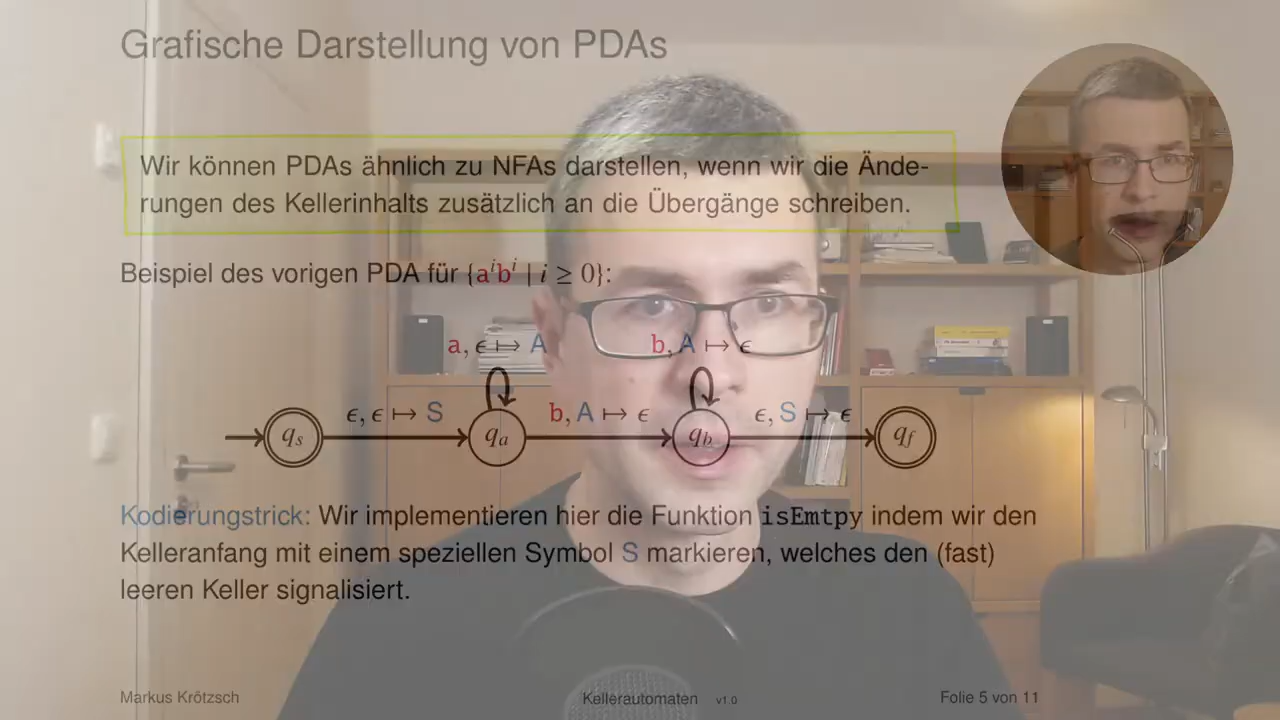 Grafische Darstellung von PDAs
Wir können PDAs ähnlich zu NFAs darstellen, wenn wir die Ände-
rungen des Kellerinhalts zusätzlich an die Übergänge schreiben.
Beispiel des vorigen PDA für {aⁱbⁱ | i ≥ 0}:
a, ϵ ↦ A
b, A ↦ ϵ
ϵ, ϵ ↦ S
b, A ↦ ϵ
ϵ, S ↦ ϵ
qₛ
qₐ
q_b
q_f
Kodierungstrick: Wir implementieren hier die Funktion isEmtpy indem wir den
Kelleranfang mit einem speziellen Symbol S markieren, welches den (fast)
leeren Keller signalisiert.
Markus Krötzsch
Kellerautomaten v1.0
Folie 5 von 11